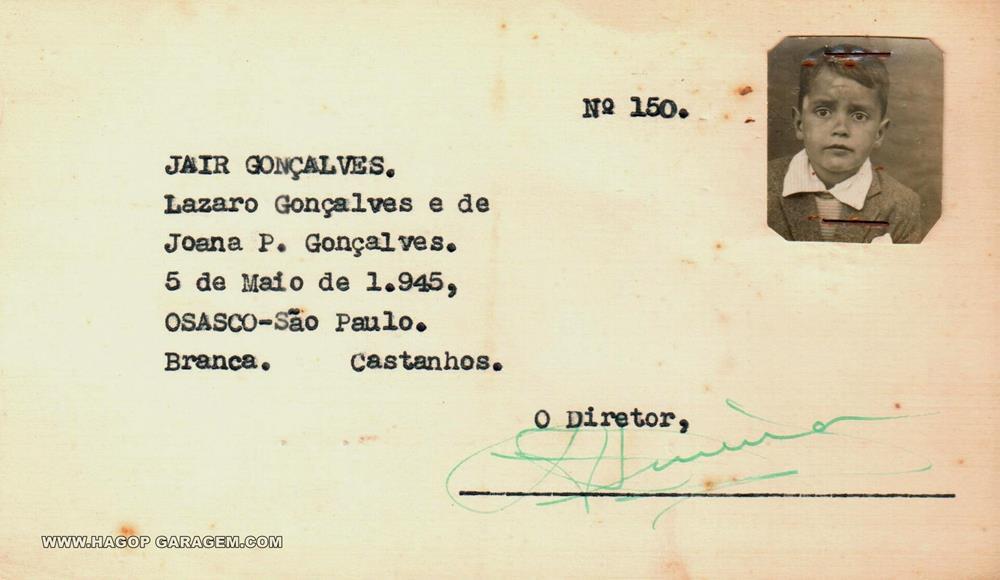 Nº 150.
JAIR GONÇALVES.
Lazaro Gonçalves e de
Joana P. Gonçalves.
5 de Maio de 1.945,
OSASCO-São Paulo.
Branca. Castanhos.
O Diretor,
WWW.HAGOP GARAGEM.COM